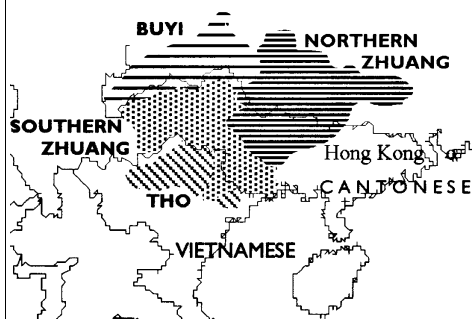 BUYI
NORTHERN
ZHUANG
SOUTHERN
ZHUANG
Hong Kong
CANTONESE
THO
VIETNAMESE